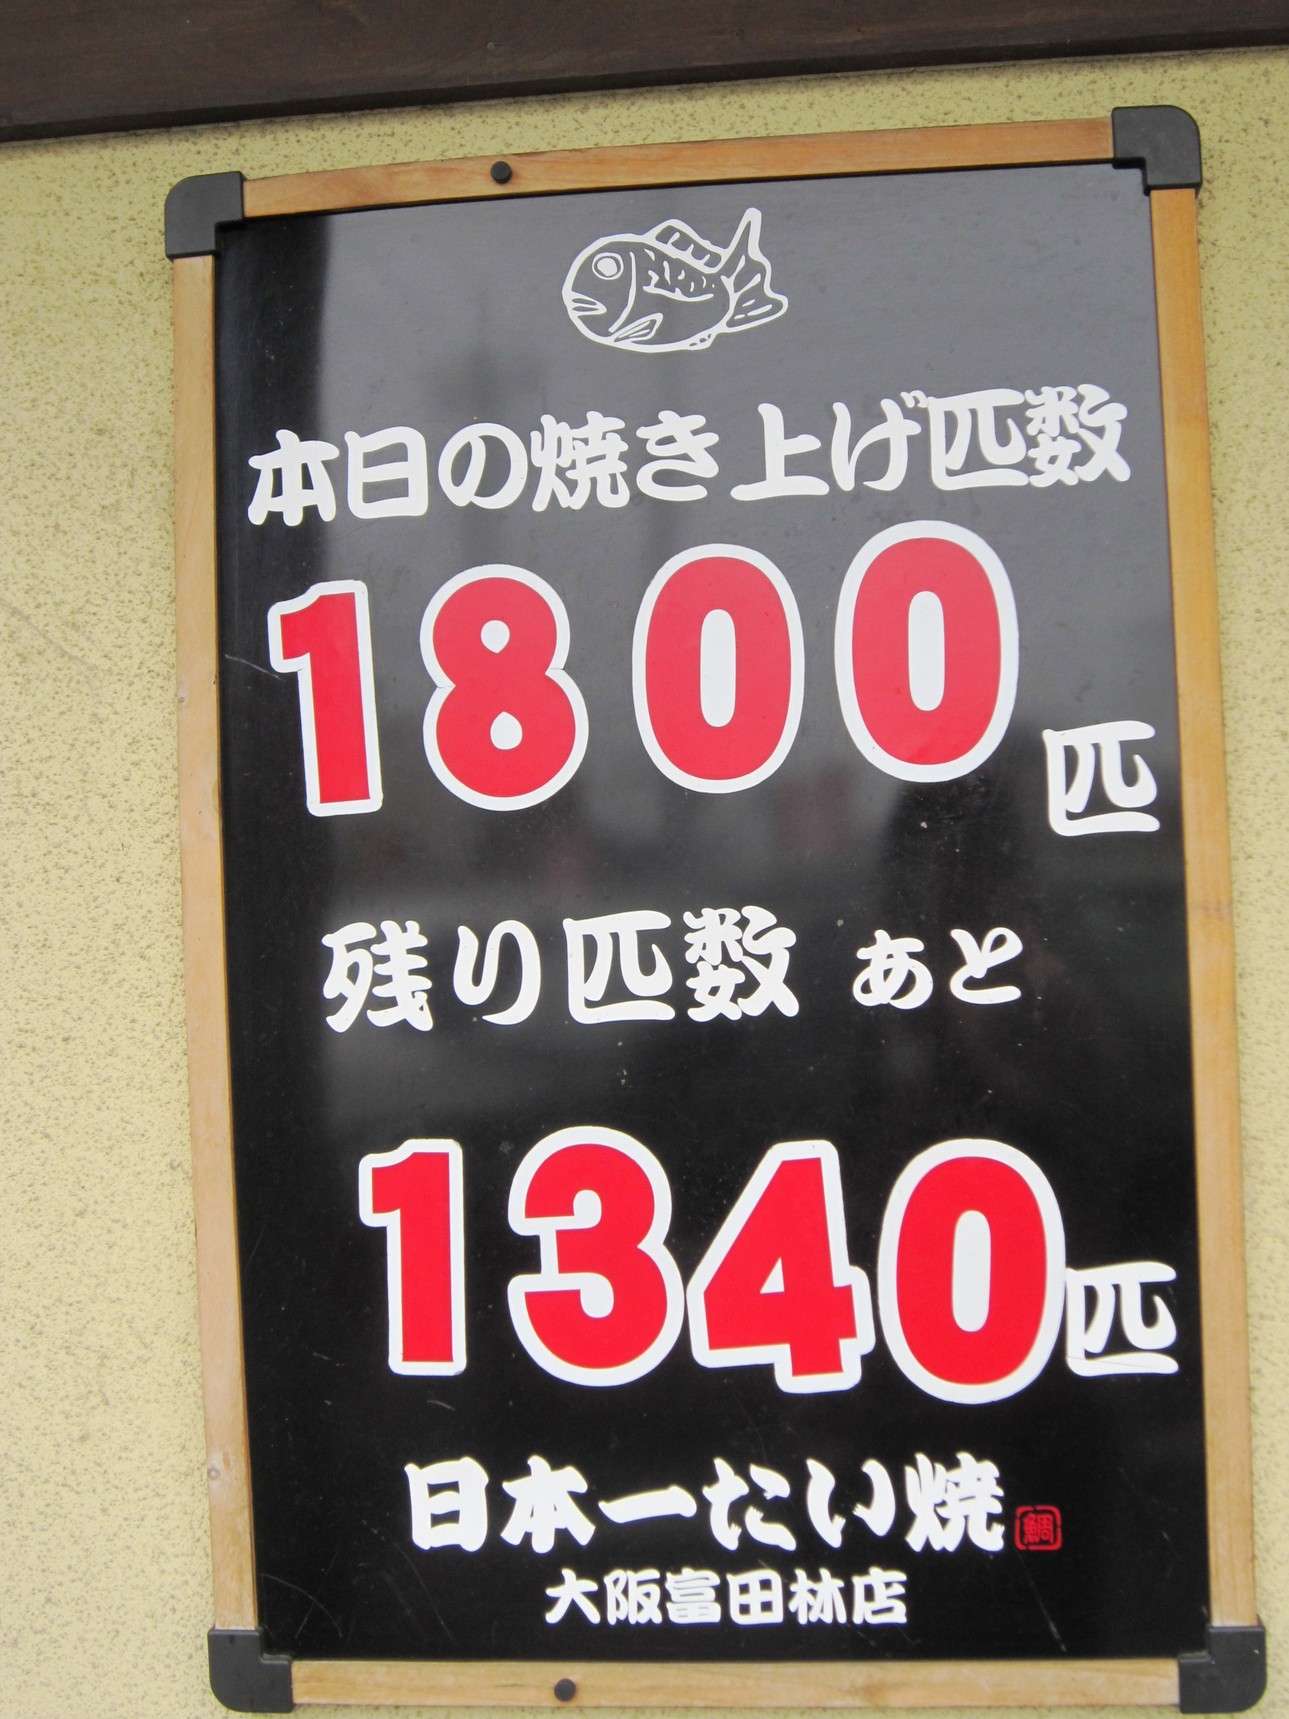 本日の焼き上げ匹数
1800匹
残り匹数 あと
1340匹
日本一たい焼 鯛
大阪富田林店